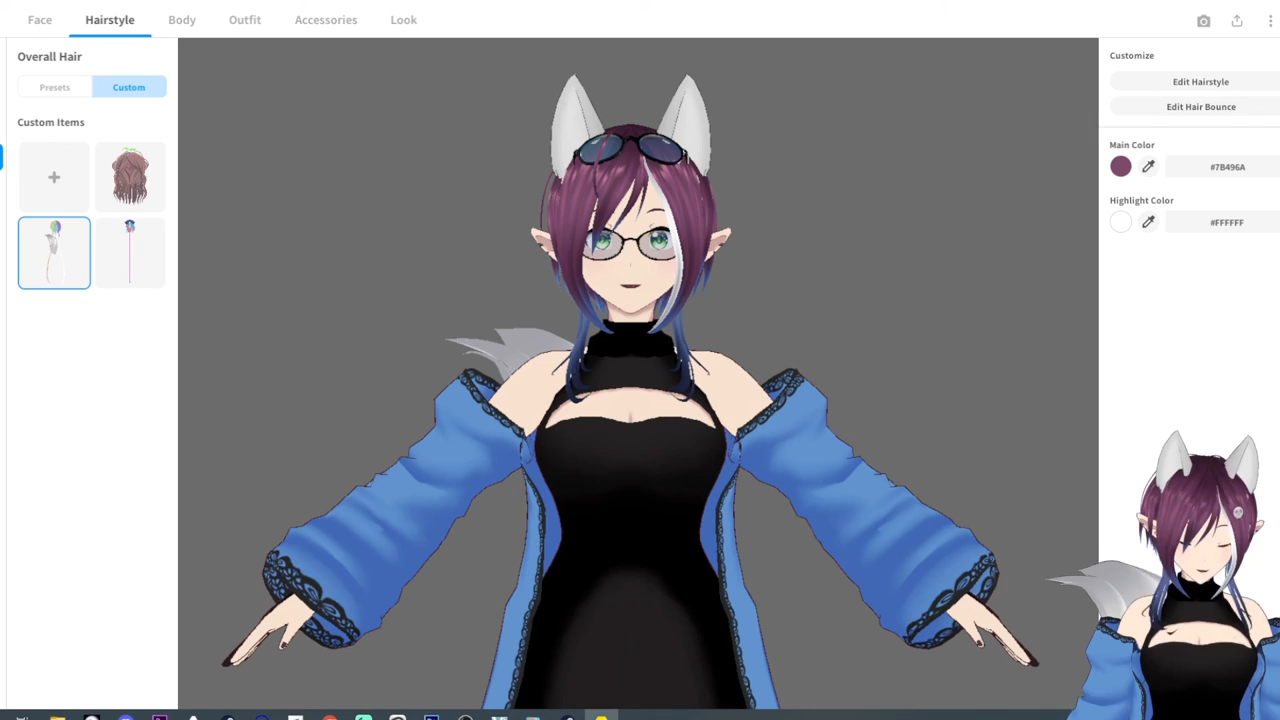 Face Hairstyle Body Outfit Accessories Look
Overall Hair
Presets Custom
Custom Items
Customize
Edit Hairstyle
Edit Hair Bounce
Main Color
#7B496A
Highlight Color
#FFFFFF